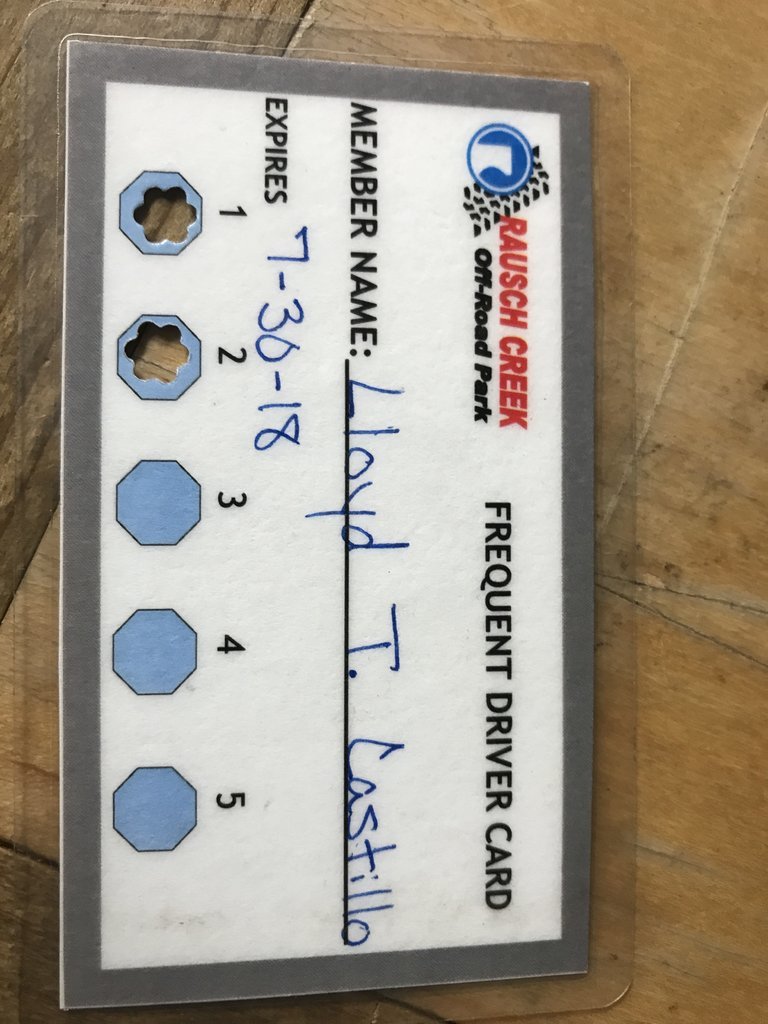 RAUSCH CREEK
Off-Road Park
FREQUENT DRIVER CARD
MEMBER NAME: Lloyd T. Castillo
EXPIRES 7-30-18
1 2 3 4 5